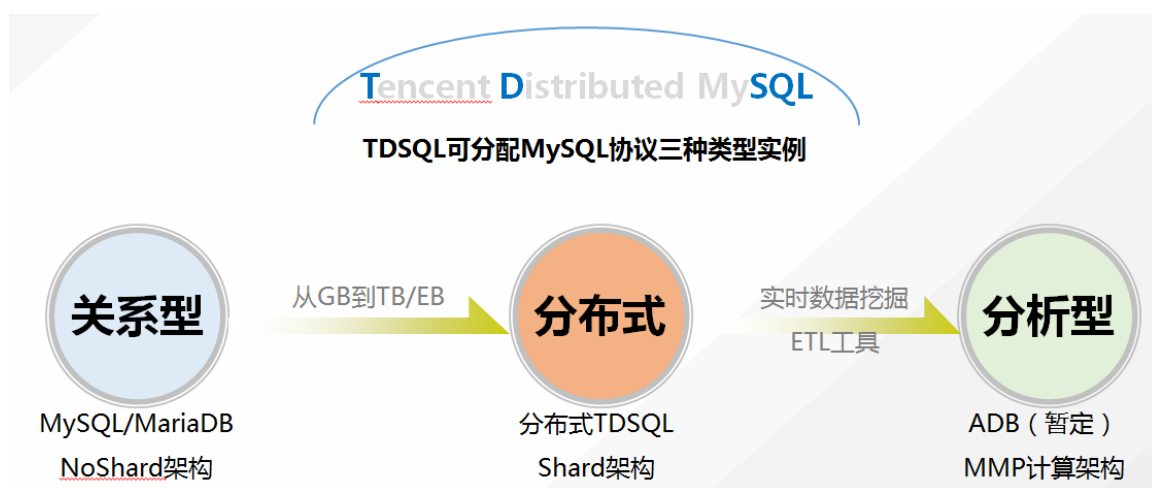 Tencent Distributed MySQL
TDSQL可分配MySQL协议三种类型实例
关系型
从GB到TB/EB
分布式
实时数据挖掘
ETL工具
分析型
MySQL/MariaDB
NoShard架构
分布式TDSQL
Shard架构
ADB（暂定）
MMP计算架构